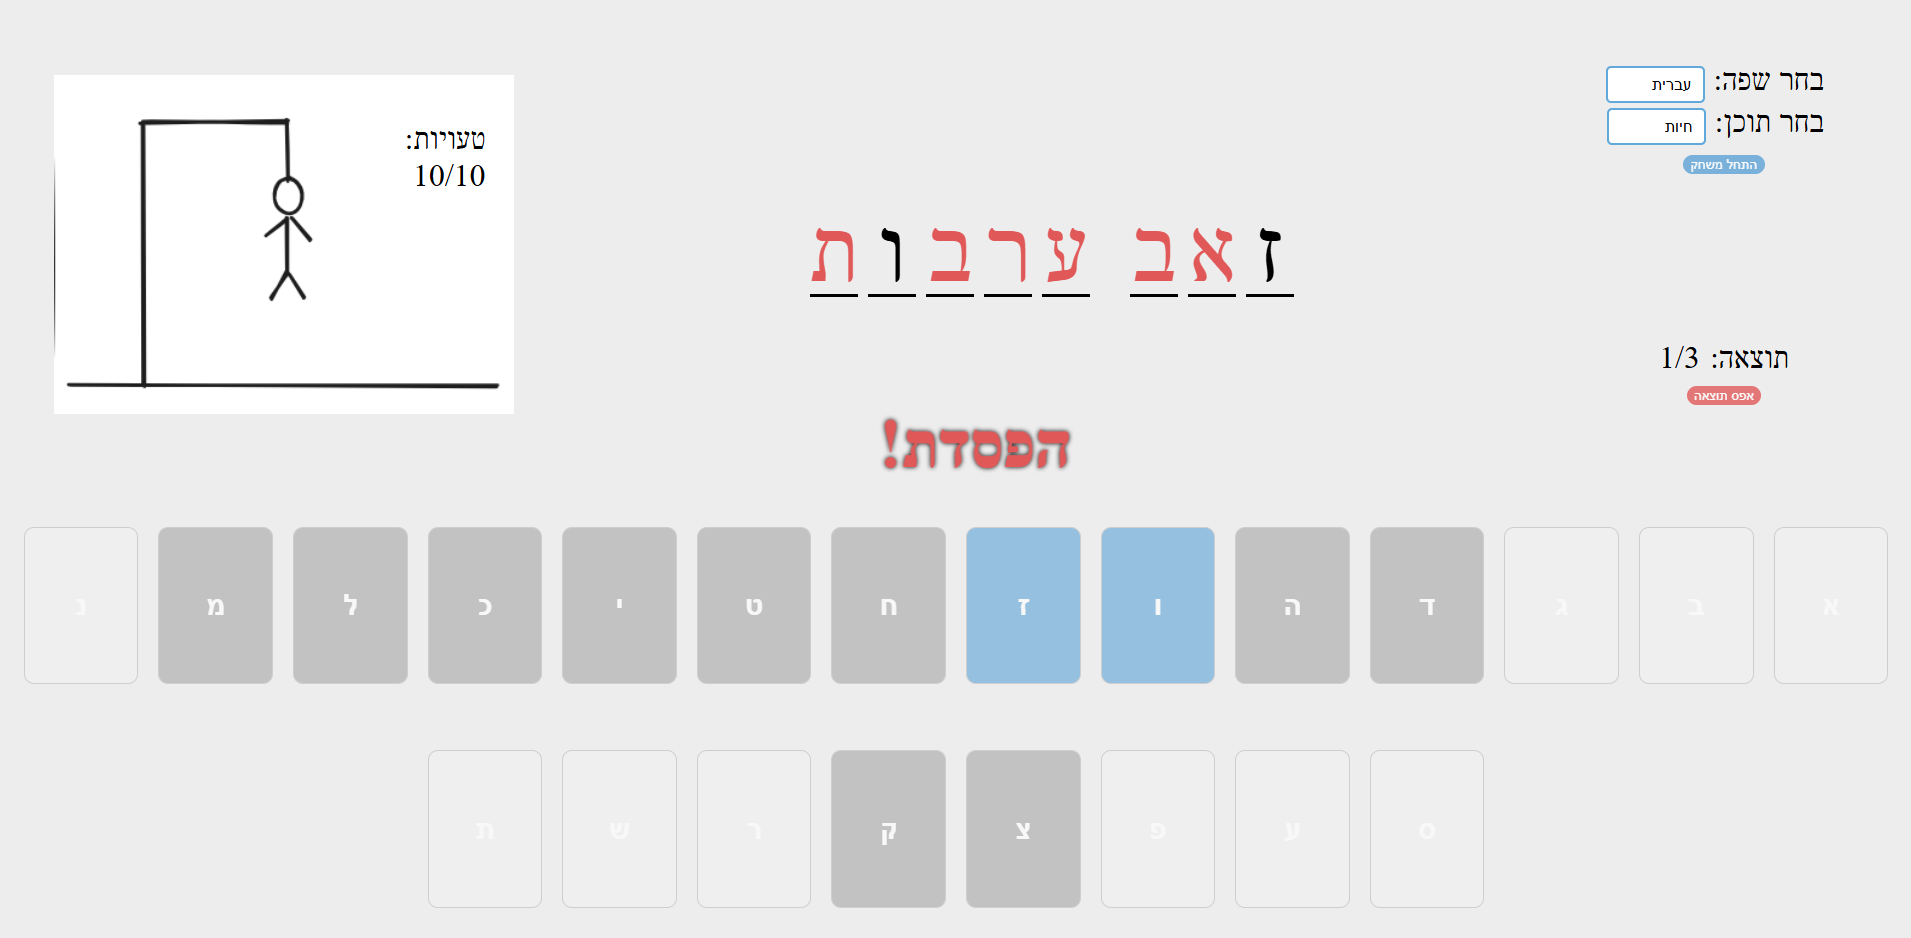 בחר שפה: עברית
בחר תוכן: חיות
התחל משחק
טעויות:
10/10
זאב ערבות
תוצאה: 1/3
אפס תוצאה
הפסדת!
א ב ג ד ה ו ז ח ט י כ ל מ נ
ס ע פ צ ק ר ש ת